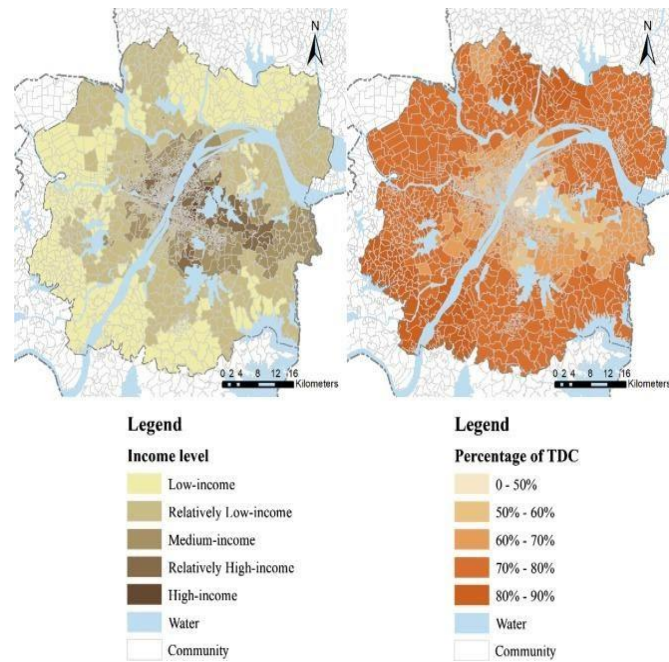 N
0 2 4 8 12 16
Kilometers
N
0 2 4 8 12 16
Kilometers
Legend
Income level
Low-income
Relatively Low-income
Medium-income
Relatively High-income
High-income
Water
Community
Legend
Percentage of TDC
0 - 50%
50% - 60%
60% - 70%
70% - 80%
80% - 90%
Water
Community